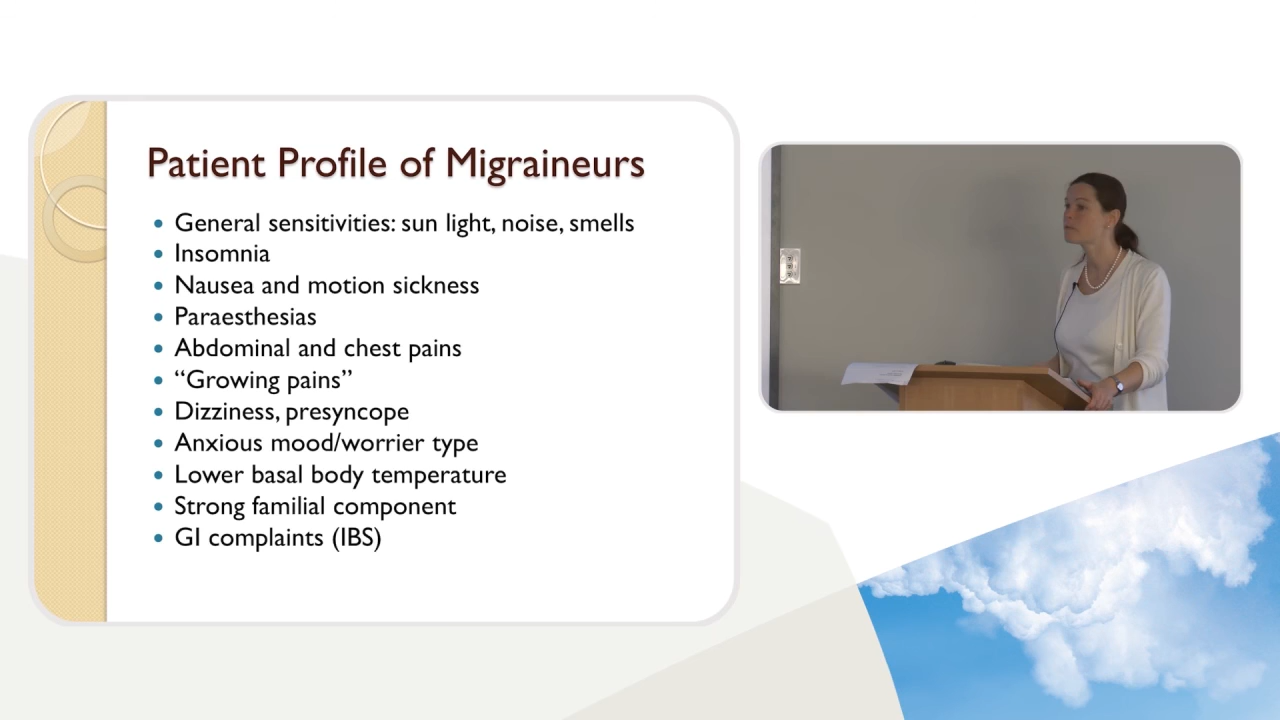 Patient Profile of Migraineurs
• General sensitivities: sun light, noise, smells
• Insomnia
• Nausea and motion sickness
• Paraesthesias
• Abdominal and chest pains
• “Growing pains”
• Dizziness, presyncope
• Anxious mood/worrier type
• Lower basal body temperature
• Strong familial component
• GI complaints (IBS)